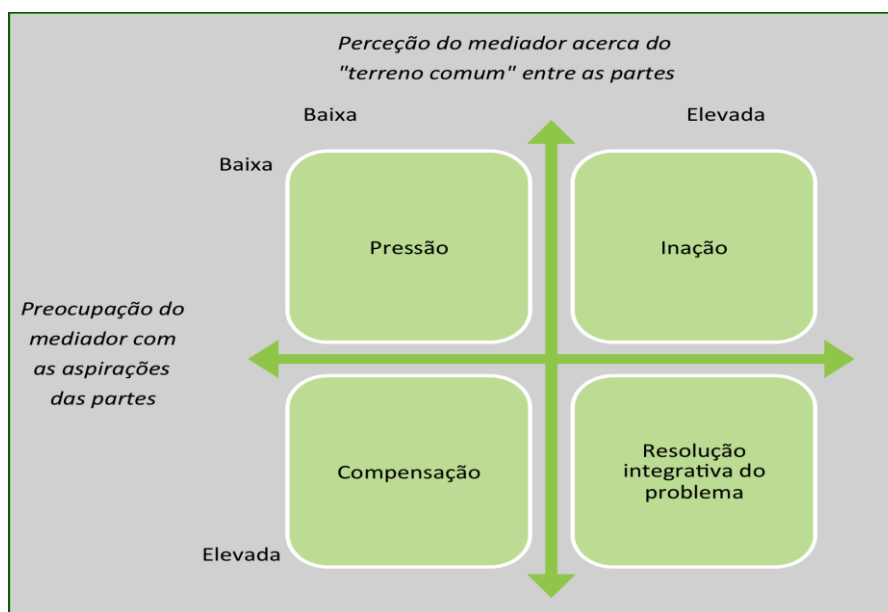 Perceção do mediador acerca do
"terreno comum" entre as partes
Baixa
Elevada
Baixa
Pressão
Inação
Preocupação do
mediador com
as aspirações
das partes
Compensação
Resolução
integrativa do
problema
Elevada